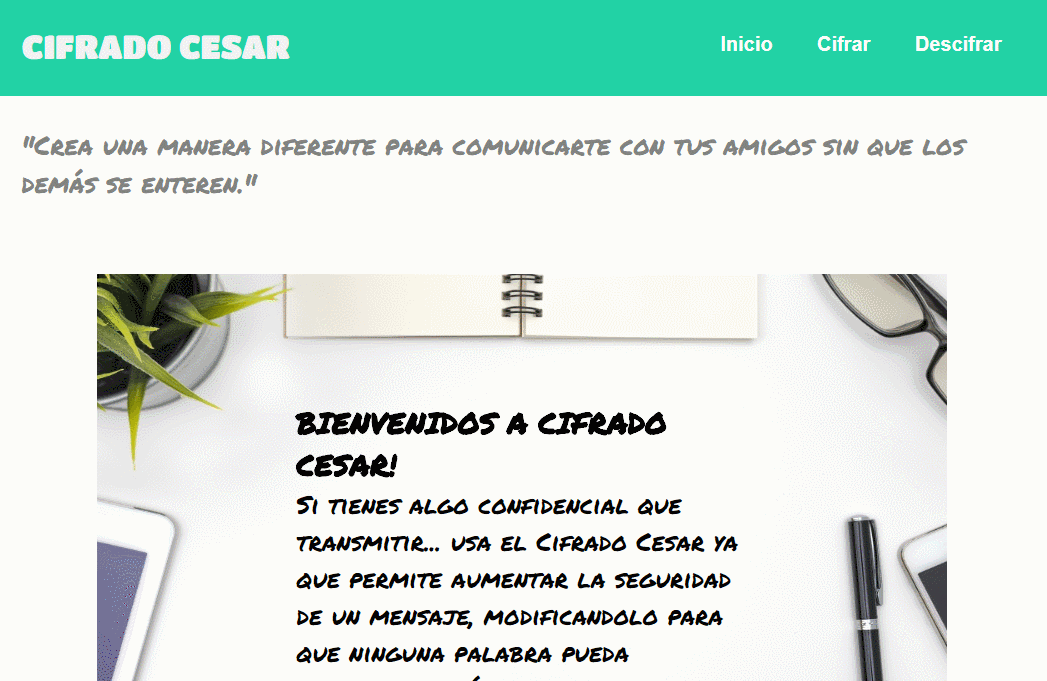 CIFRADO CESAR
Inicio Cifrar Descifrar
"Crea una manera diferente para comunicarte con tus amigos sin que los
demás se enteren."
BIENVENIDOS A CIFRADO
CESAR!
Si tienes algo confidencial que
transmitir... usa el Cifrado Cesar ya
que permite aumentar la seguridad
de un mensaje, modificandolo para
que ninguna palabra pueda